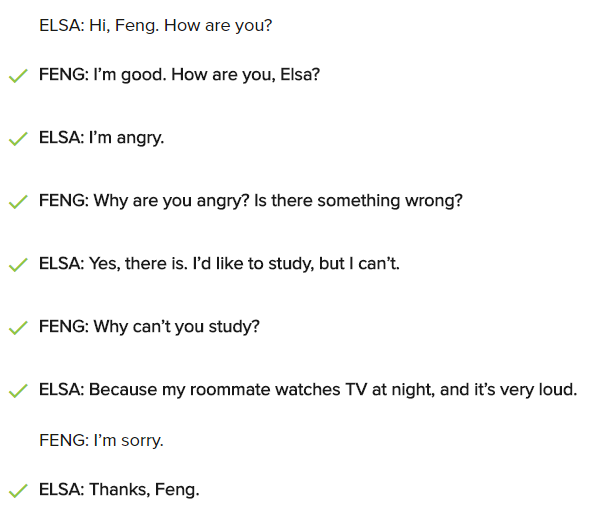 ELSA: Hi, Feng. How are you?
FENG: I'm good. How are you, Elsa?
ELSA: I'm angry.
FENG: Why are you angry? Is there something wrong?
ELSA: Yes, there is. I'd like to study, but I can't.
FENG: Why can't you study?
ELSA: Because my roommate watches TV at night, and it's very loud.
FENG: I'm sorry.
ELSA: Thanks, Feng.